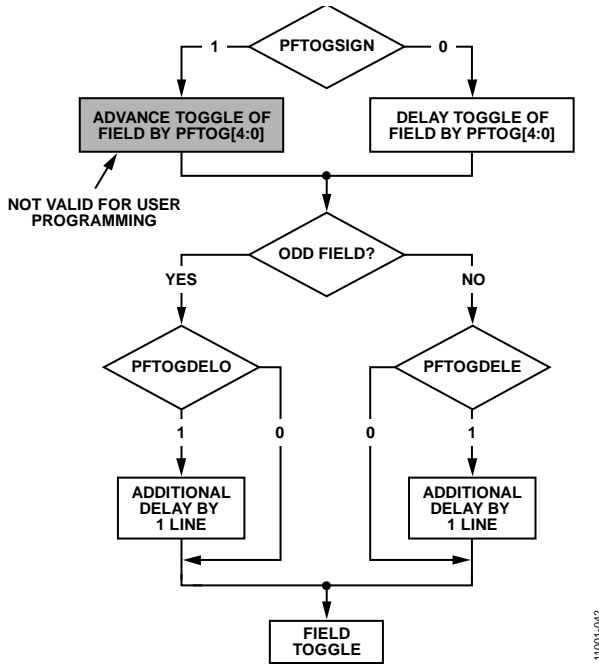 1
PFTOGSIGN
0
ADVANCE TOGGLE OF
FIELD BY PFTOG[4:0]
DELAY TOGGLE OF
FIELD BY PFTOG[4:0]
NOT VALID FOR USER
PROGRAMMING
ODD FIELD?
YES
NO
PFTOGDELO
PFTOGDELE
1
0
0
1
ADDITIONAL
DELAY BY
1 LINE
ADDITIONAL
DELAY BY
1 LINE
FIELD
TOGGLE
11001-042